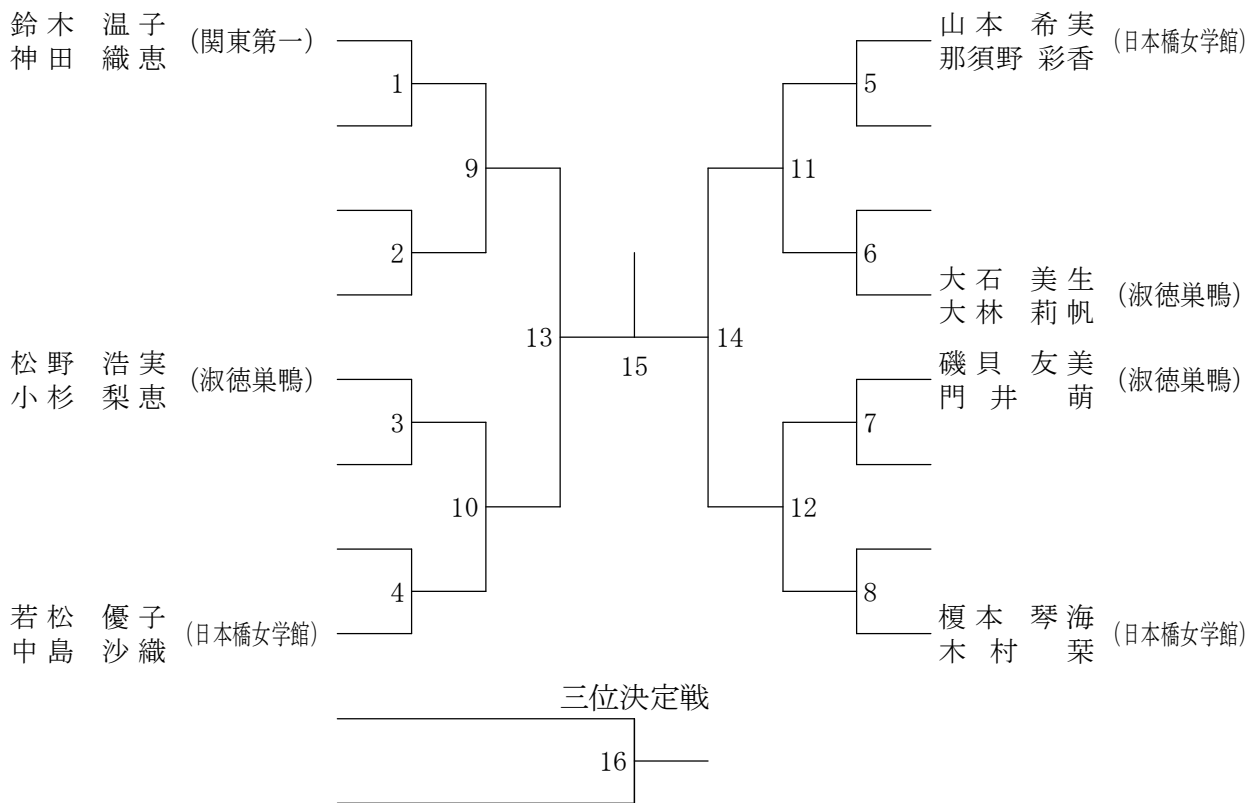 鈴木 温子
神田 織恵
(関東第一)
1
9
2
松野 浩実
小杉 梨恵
(淑徳巣鴨)
3
10
4
若松 優子
中島 沙織
(日本橋女学館)
13
15
14
山本 希実
那須野 彩香
(日本橋女学館)
5
11
6
大石 美生
大林 莉帆
(淑徳巣鴨)
磯貝 友美
門井 萌
(淑徳巣鴨)
7
12
8
榎本 琴海
木村 栞
(日本橋女学館)
三位決定戦
16